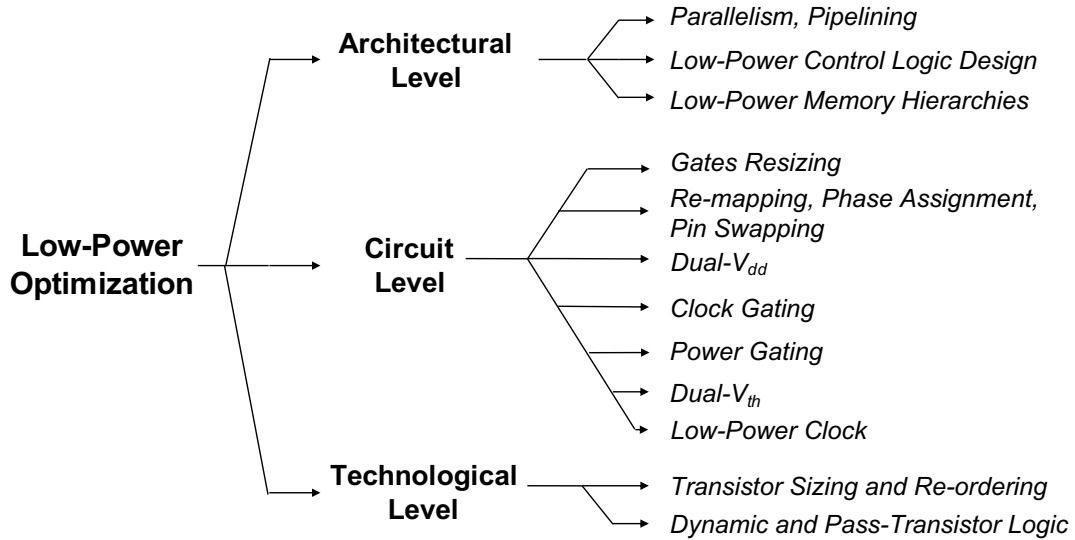 Low-Power
Optimization
Architectural
Level
Parallelism, Pipelining
Low-Power Control Logic Design
Low-Power Memory Hierarchies
Circuit
Level
Gates Resizing
Re-mapping, Phase Assignment,
Pin Swapping
Dual-Vdd
Clock Gating
Power Gating
Dual-Vth
Low-Power Clock
Technological
Level
Transistor Sizing and Re-ordering
Dynamic and Pass-Transistor Logic